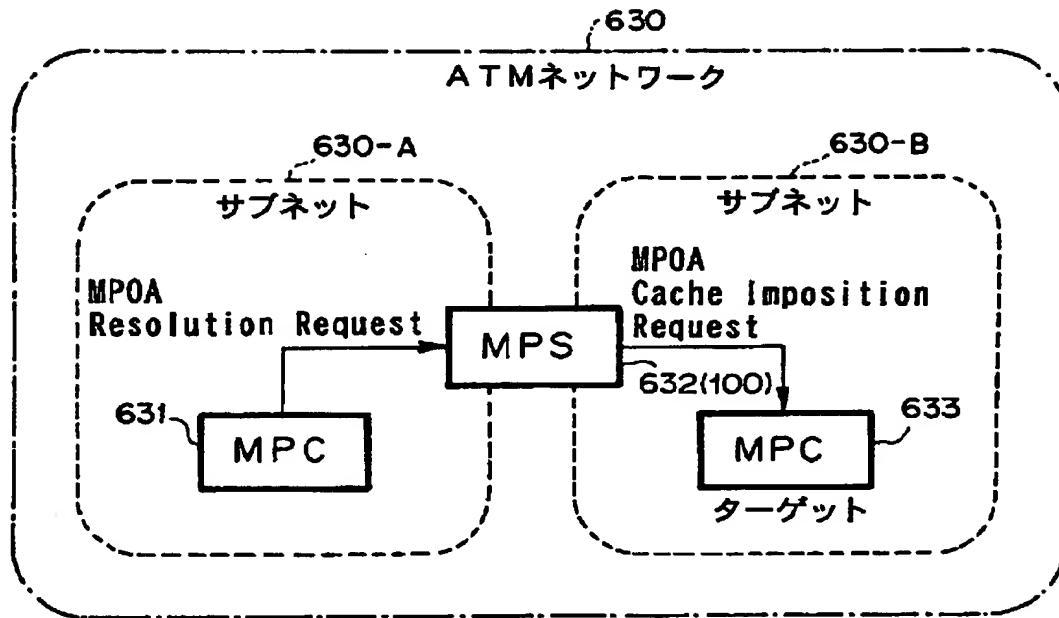 630
ATMネットワーク
630-A
サブネット
630-B
サブネット
MPOA
Resolution Request
MPOA
Cache Imposition
Request
MPS
632(100)
631
MPC
MPC
633
ターゲット